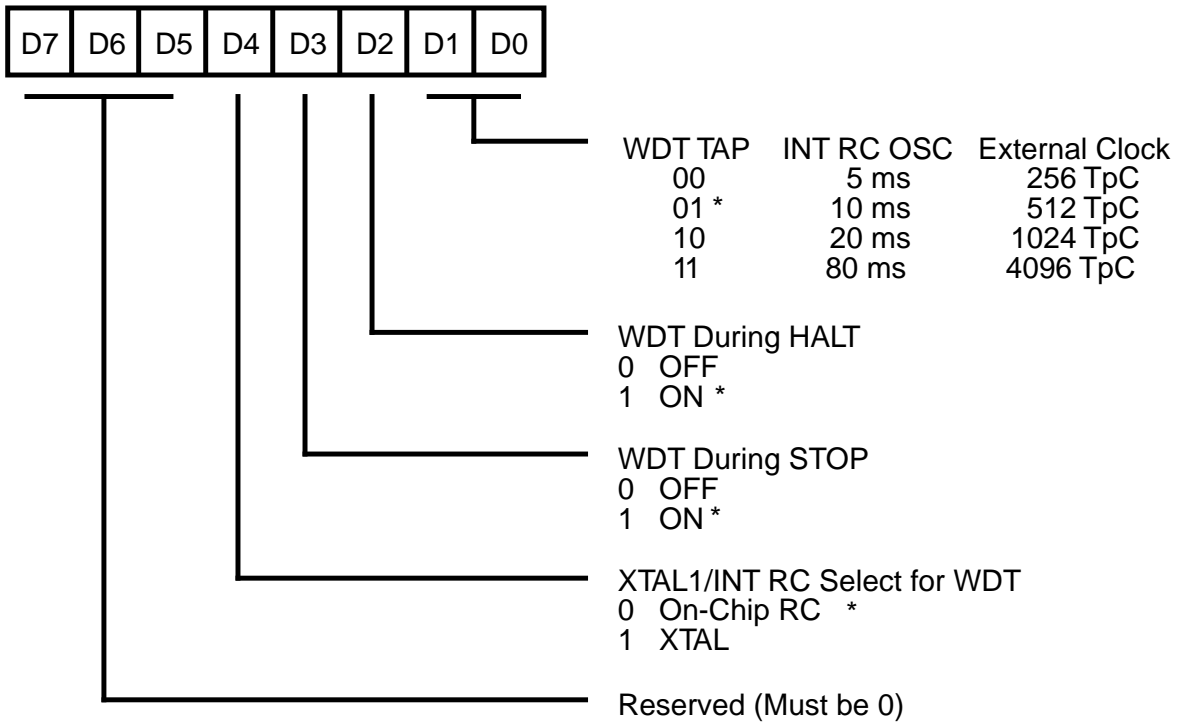 D7 D6 D5 D4 D3 D2 D1 D0
WDT TAP INT RC OSC External Clock
00 5 ms 256 TpC
01 * 10 ms 512 TpC
10 20 ms 1024 TpC
11 80 ms 4096 TpC
WDT During HALT
0 OFF
1 ON *
WDT During STOP
0 OFF
1 ON *
XTAL1/INT RC Select for WDT
0 On-Chip RC *
1 XTAL
Reserved (Must be 0)